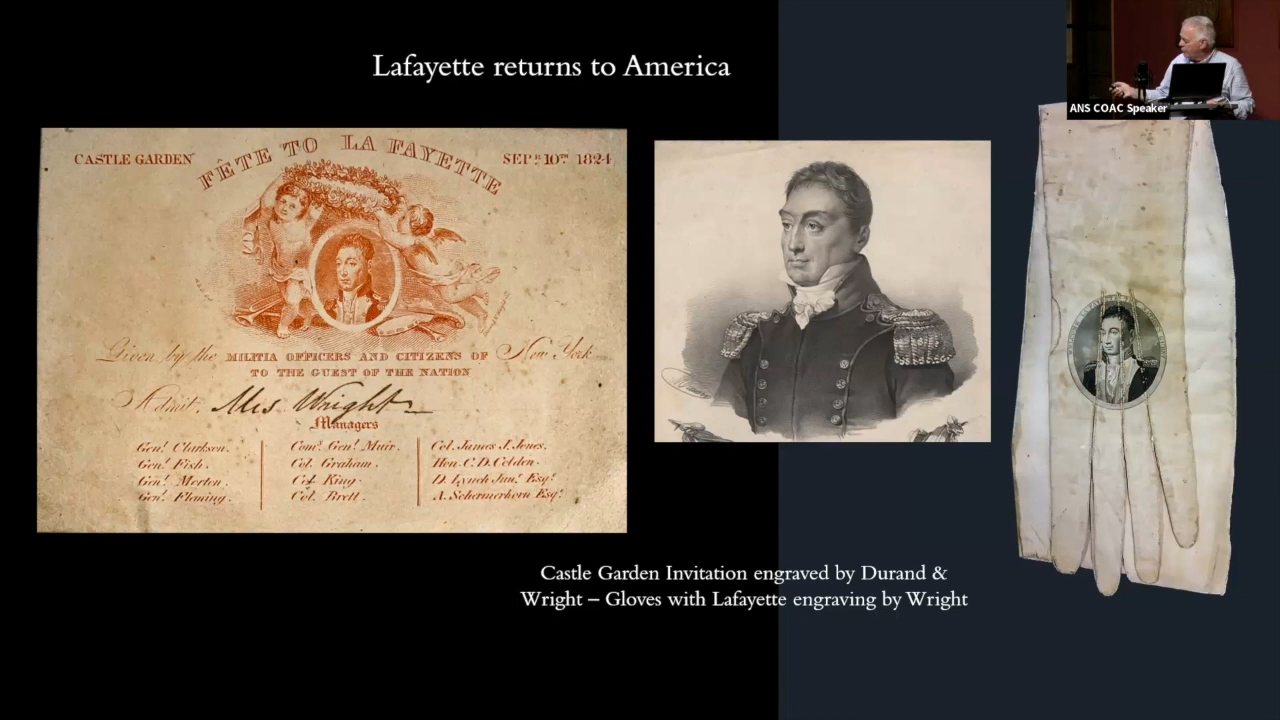 Lafayette returns to America
ANS COAC Speaker
CASTLE GARDEN
FÊTE TO LA FAYETTE
SEPR 10TH 1824
Given by the MILITIA OFFICERS AND CITIZENS OF New York
TO THE GUEST OF THE NATION
Admit. Mrs Wright
Managers
Genl Clarkson.
Genl Fish.
Genl Morton.
Genl Fleming.
Comy Genl Muir.
Col. Graham.
Col. King.
Col. Brett.
Col. James J. Jones.
Hon. C. D. Colden.
D. Lynch Junr Esqr
A. Schermerhorn Esqr
Castle Garden Invitation engraved by Durand &
Wright – Gloves with Lafayette engraving by Wright